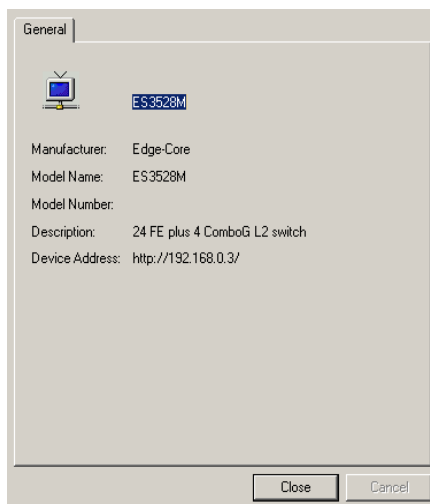 General
ES3528M
Manufacturer: Edge-Core
Model Name: ES3528M
Model Number:
Description: 24 FE plus 4 ComboG L2 switch
Device Address: http://192.168.0.3/
Close Cancel